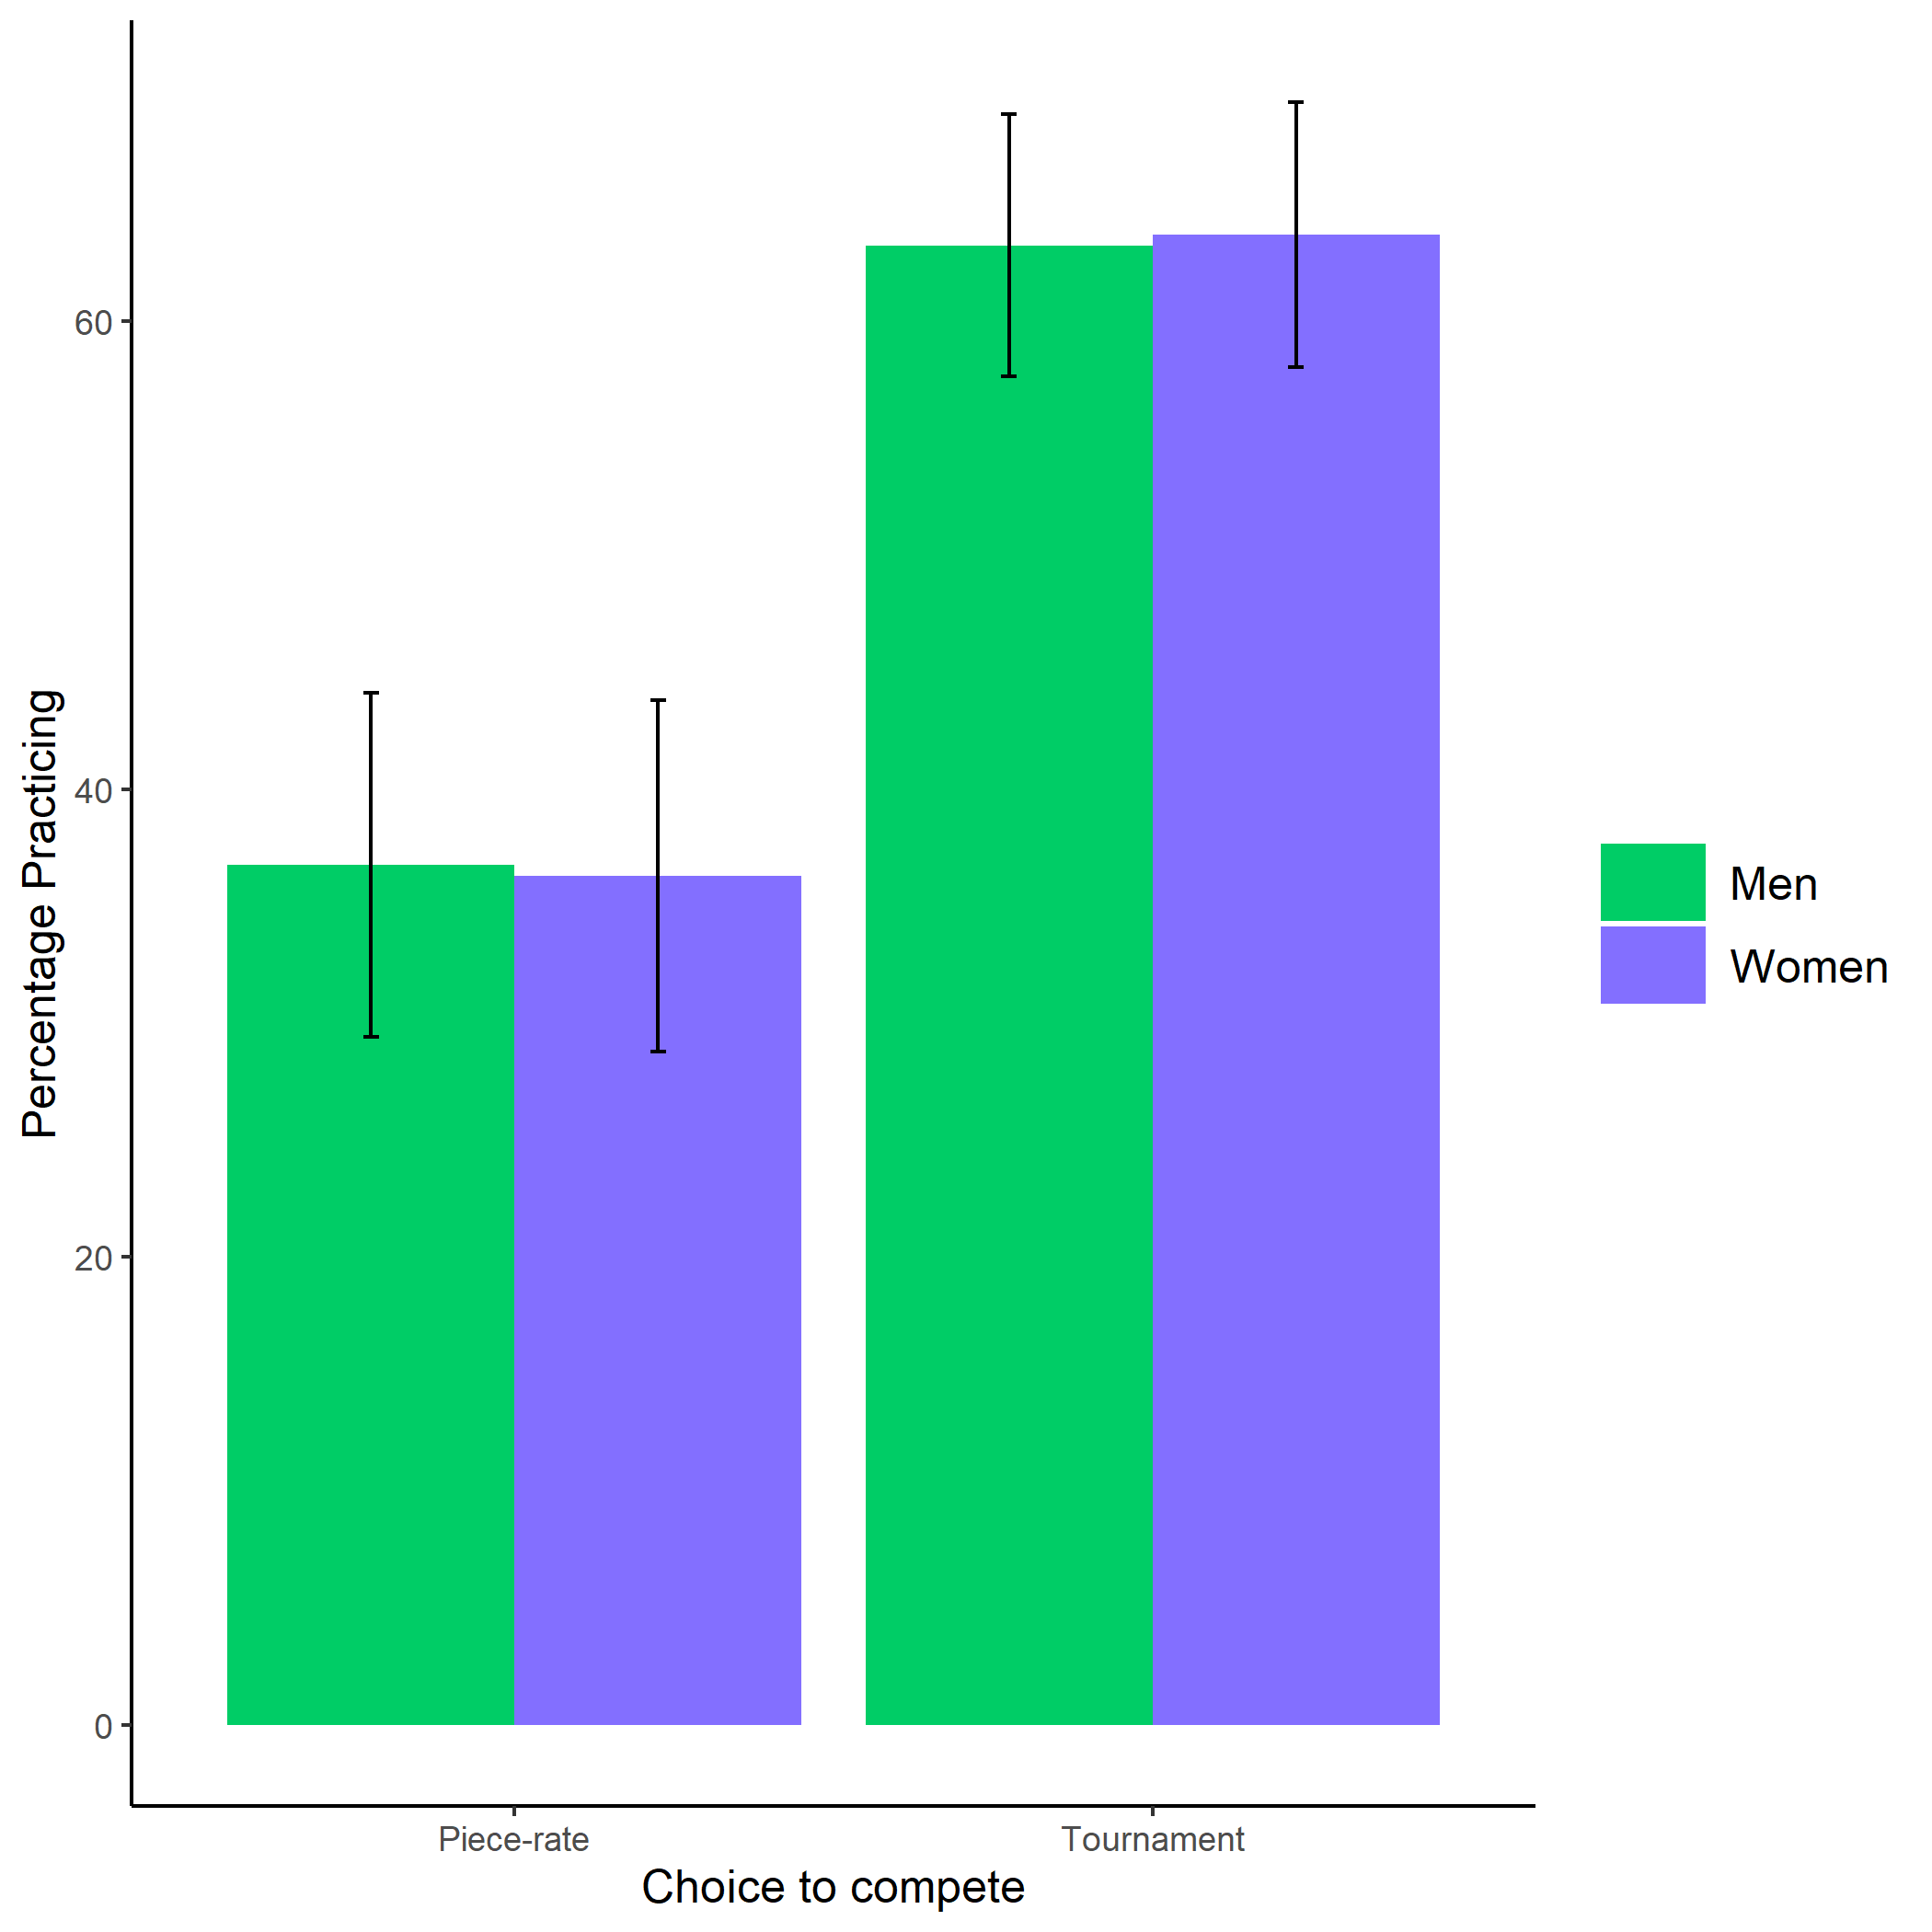 Percentage Practicing
60
40
20
0
Piece-rate
Tournament
Choice to compete
Men
Women